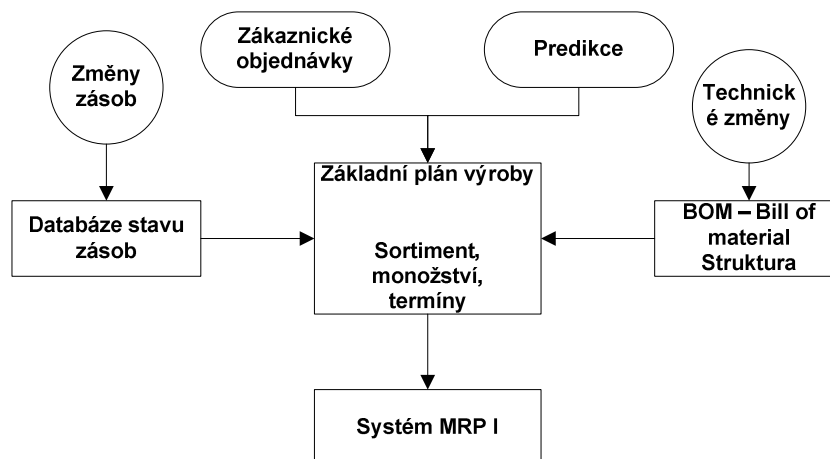 Zákaznické
objednávky
Predikce
Změny
zásob
Technick
é změny
Základní plán výroby
Sortiment,
monožství,
termíny
Databáze stavu
zásob
BOM – Bill of
material
Struktura
Systém MRP I